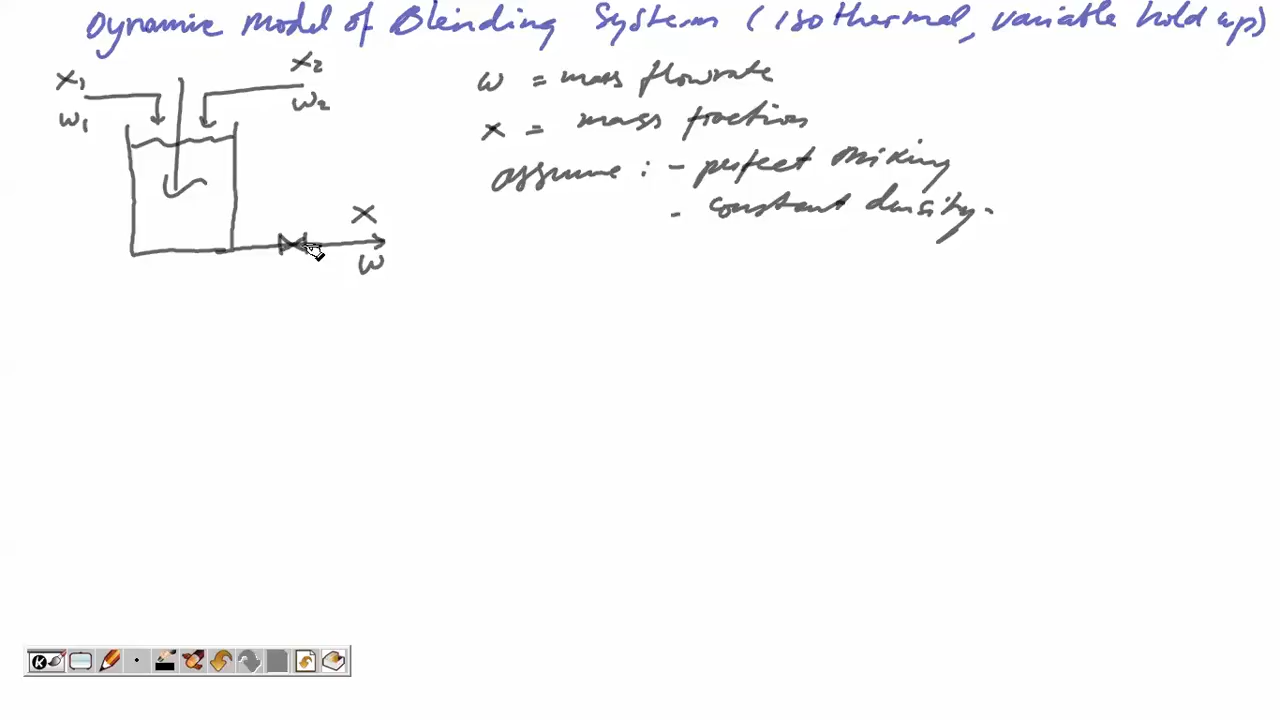 Dynamic model of Blending System (isothermal, variable hold up)
x1
w1
x2
w2
x
w
w = mass flowrate
x = mass fraction
assume : - perfect mixing
- constant density.